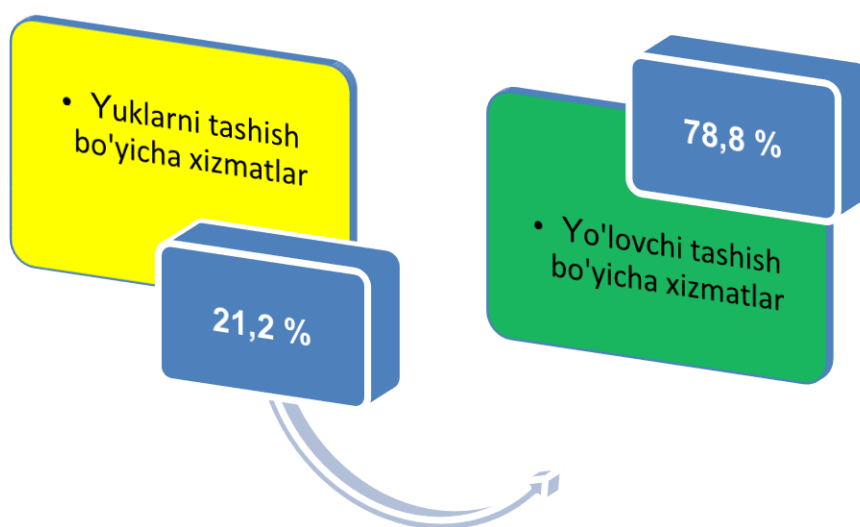 • Yuklarni tashish
bo'yicha xizmatlar
21,2 %
78,8 %
• Yo'lovchi tashish
bo'yicha xizmatlar